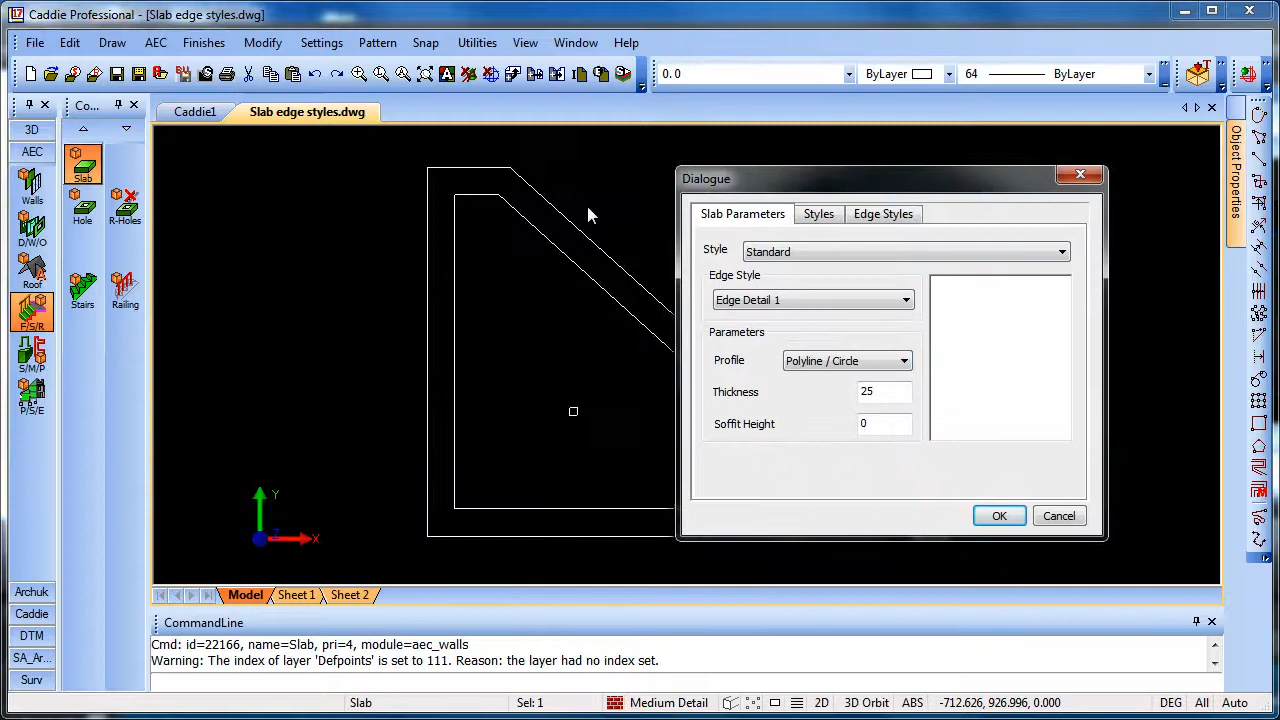 Caddie Professional - [Slab edge styles.dwg]
File Edit Draw AEC Finishes Modify Settings Pattern Snap Utilities View Window Help
0. 0
ByLayer
64
ByLayer
Co...
Caddie1
Slab edge styles.dwg
3D
AEC
Walls
D/W/O
Roof
F/S/R
S/M/P
P/S/E
Slab
Hole
R-Holes
Stairs
Railing
Archuk
Caddie
DTM
SA_Ar...
Surv
Y
Z
X
Dialogue
Slab Parameters
Styles
Edge Styles
Style
Standard
Edge Style
Edge Detail 1
Parameters
Profile
Polyline / Circle
Thickness
25
Soffit Height
0
OK
Cancel
Object Properties
Model
Sheet 1
Sheet 2
CommandLine
Cmd: id=22166, name=Slab, pri=4, module=aec_walls
Warning: The index of layer 'Defpoints' is set to 111. Reason: the layer had no index set.
Slab
Sel: 1
Medium Detail
2D
3D Orbit
ABS
-712.626, 926.996, 0.000
DEG
All
Auto